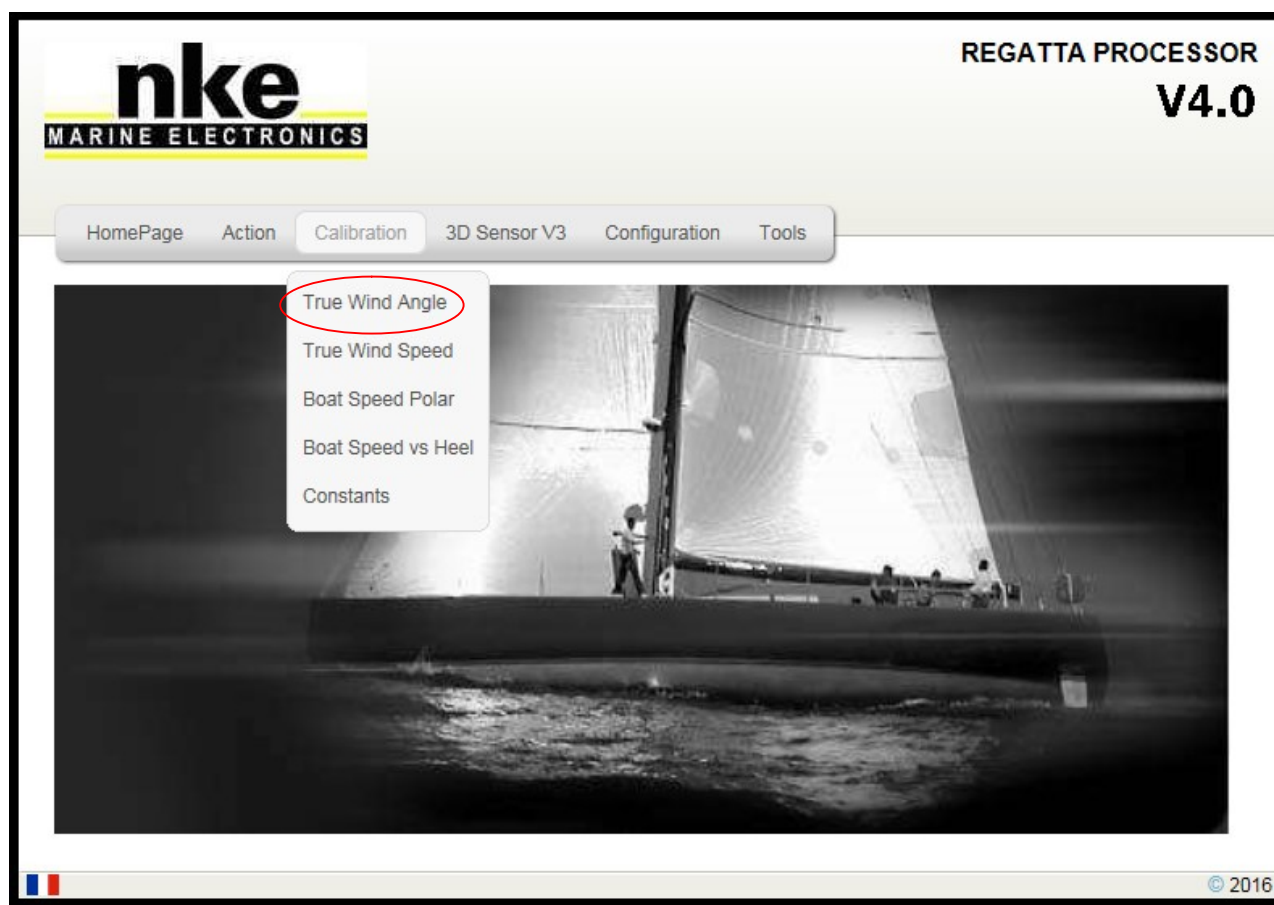 nke
MARINE ELECTRONICS
REGATTA PROCESSOR
V4.0
HomePage Action Calibration 3D Sensor V3 Configuration Tools
True Wind Angle
True Wind Speed
Boat Speed Polar
Boat Speed vs Heel
Constants
© 2016